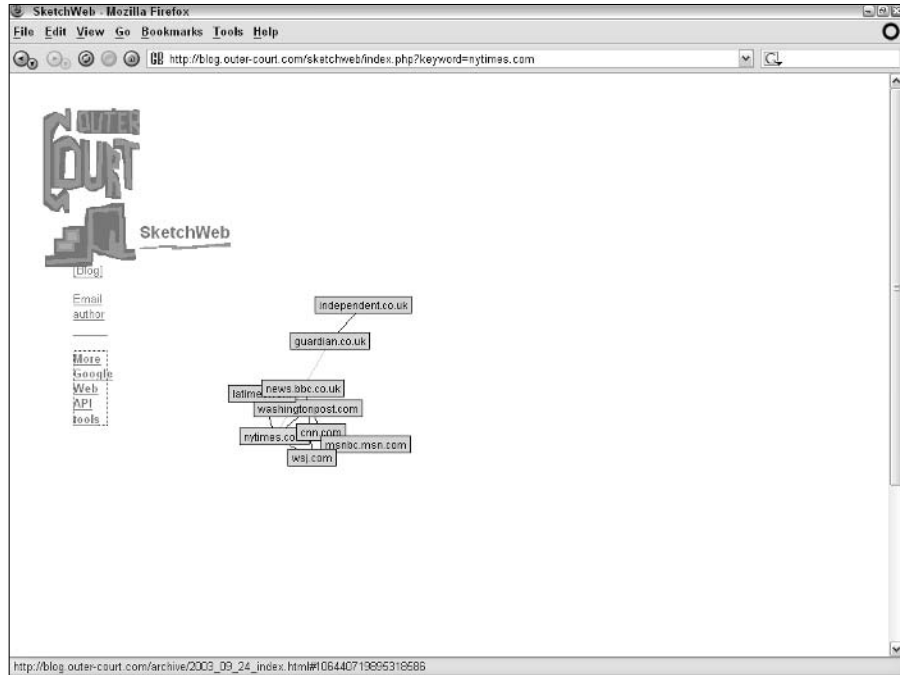 SketchWeb - Mozilla Firefox
File Edit View Go Bookmarks Tools Help
http://blog.outer-court.com/sketchweb/index.php?keyword=nytimes.com
OUTER
COURT
SketchWeb
[Blog]
Email
author
More
Google
Web
API
tools
independent.co.uk
guardian.co.uk
news.bbc.co.uk
latime
washingtonpost.com
nytimes.co
cnn.com
msnbc.msn.com
wsj.com
http://blog.outer-court.com/archive/2003_09_24_index.html#106440719895318586